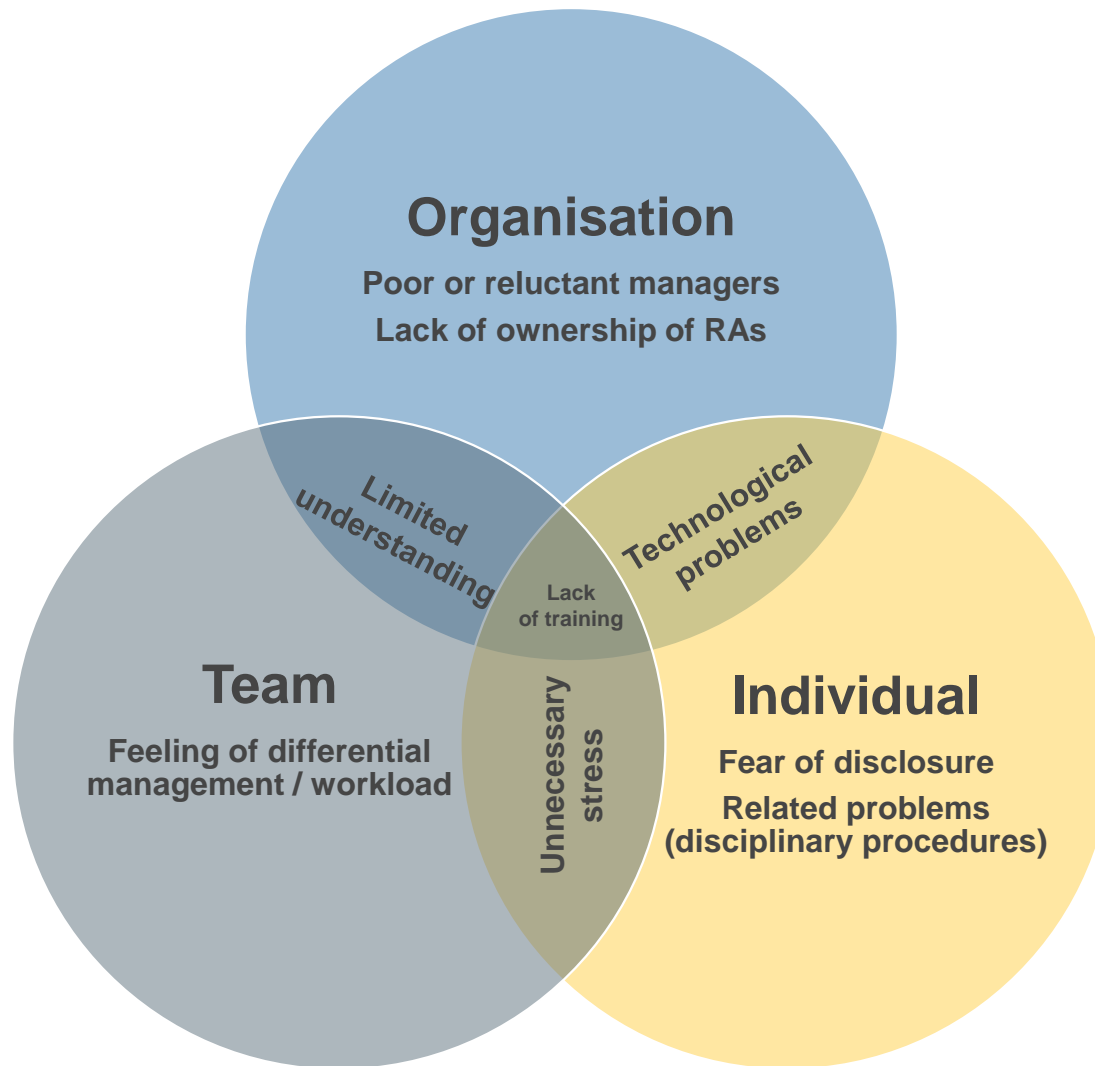 Organisation
Poor or reluctant managers
Lack of ownership of RAs
Limited
understanding
Technological
problems
Lack
of training
Team
Feeling of differential
management / workload
Unnecessary
stress
Individual
Fear of disclosure
Related problems
(disciplinary procedures)